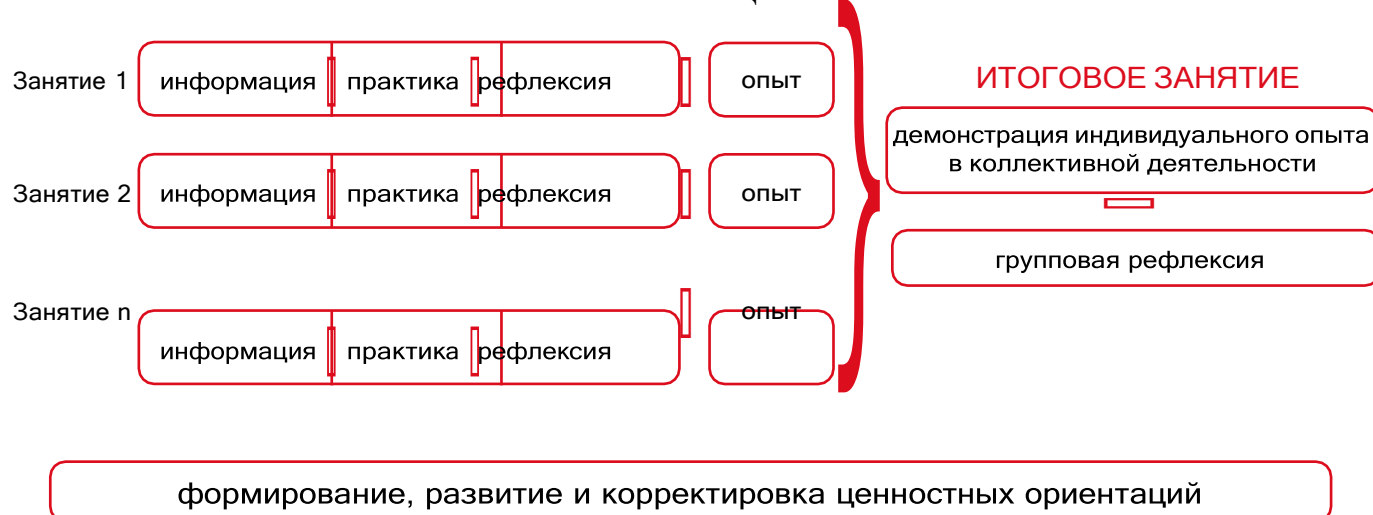 Занятие 1
информация
практика
рефлексия
опыт
Занятие 2
информация
практика
рефлексия
опыт
Занятие n
информация
практика
рефлексия
опыт
ИТОГОВОЕ ЗАНЯТИЕ
демонстрация индивидуального опыта
в коллективной деятельности
групповая рефлексия
формирование, развитие и корректировка ценностных ориентаций